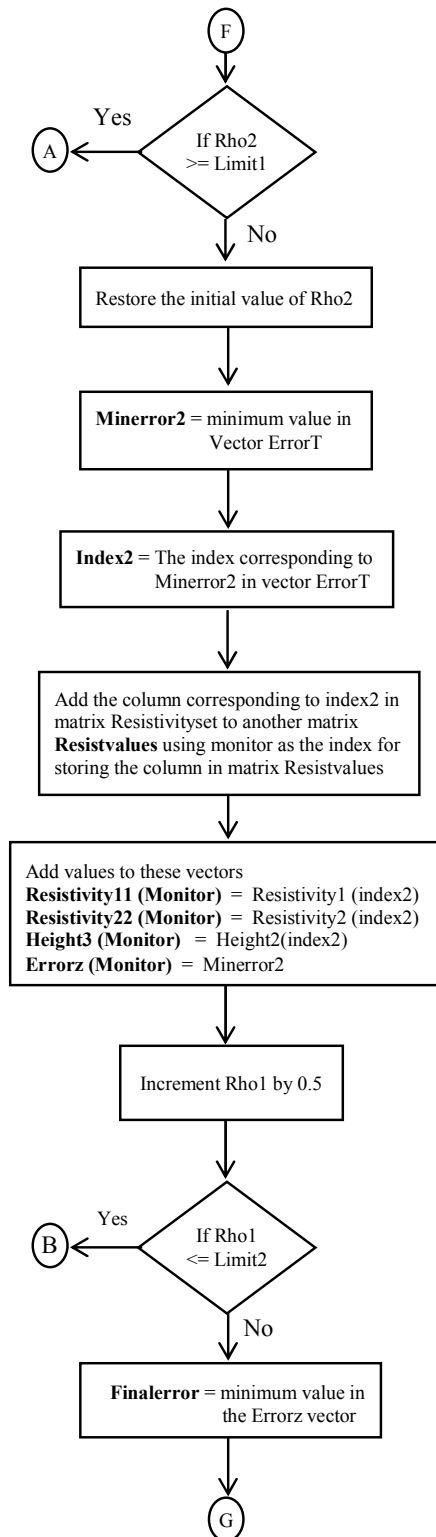 F
Yes
If Rho2
>= Limit1
A
No
Restore the initial value of Rho2
Minerror2 = minimum value in
Vector ErrorT
Index2 = The index corresponding to
Minerror2 in vector ErrorT
Add the column corresponding to index2 in
matrix Resistivityset to another matrix
Resistvalues using monitor as the index for
storing the column in matrix Resistvalues
Add values to these vectors
Resistivity11 (Monitor) = Resistivity1 (index2)
Resistivity22 (Monitor) = Resistivity2 (index2)
Height3 (Monitor) = Height2(index2)
Errorz (Monitor) = Minerror2
Increment Rho1 by 0.5
Yes
If Rho1
<= Limit2
B
No
Finalerror = minimum value in
the Errorz vector
G